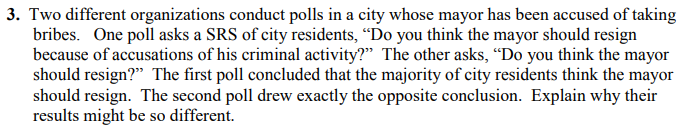 3. Two different organizations conduct polls in a city whose mayor has been accused of taking
bribes. One poll asks a SRS of city residents, “Do you think the mayor should resign
because of accusations of his criminal activity?” The other asks, “Do you think the mayor
should resign?” The first poll concluded that the majority of city residents think the mayor
should resign. The second poll drew exactly the opposite conclusion. Explain why their
results might be so different.